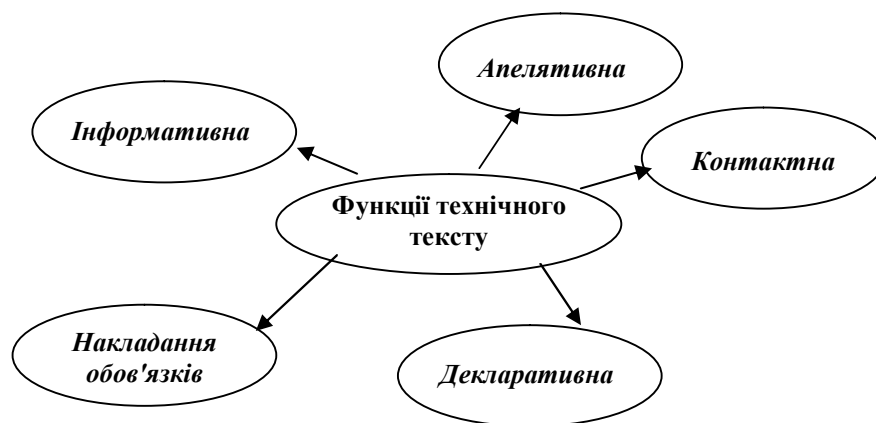 Апелятивна
Інформативна
Контактна
Функції технічного
тексту
Накладання
обов'язків
Декларативна